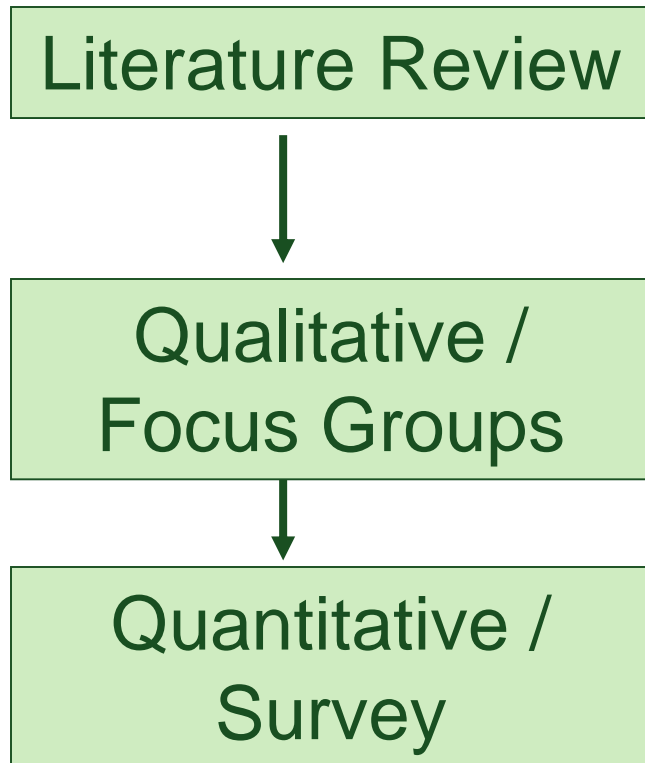 Literature Review
Qualitative /
Focus Groups
Quantitative /
Survey